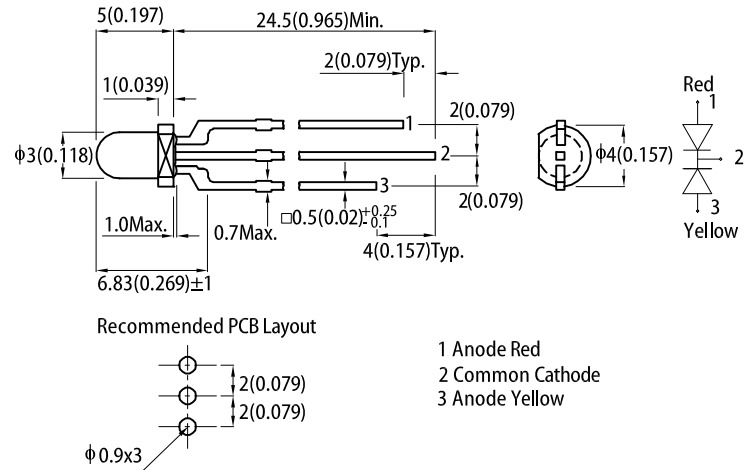 5(0.197)
24.5(0.965)Min.
2(0.079)Typ.
1(0.039)
Red
1
1
2(0.079)
ϕ3(0.118)
2
ϕ4(0.157)
2
3
2(0.079)
3
□0.5(0.02)+0.25
-0.1
1.0Max.
0.7Max.
4(0.157)Typ.
Yellow
6.83(0.269)±1
Recommended PCB Layout
2(0.079)
2(0.079)
ϕ0.9x3
1 Anode Red
2 Common Cathode
3 Anode Yellow